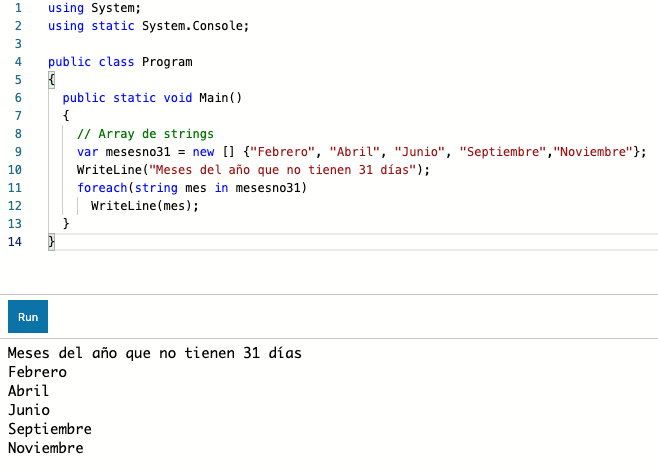 1 using System;
2 using static System.Console;
3
4 public class Program
5 {
6 public static void Main()
7 {
8 // Array de strings
9 var mesesno31 = new [] {"Febrero", "Abril", "Junio", "Septiembre","Noviembre"};
10 WriteLine("Meses del año que no tienen 31 días");
11 foreach(string mes in mesesno31)
12 WriteLine(mes);
13 }
14 }
Run
Meses del año que no tienen 31 días
Febrero
Abril
Junio
Septiembre
Noviembre